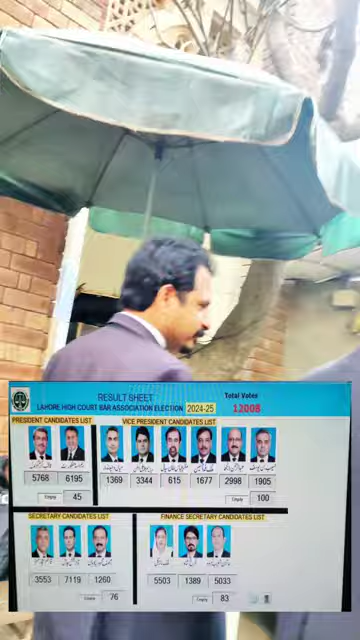 RESULT SHEET
Total Votes
LAHORE HIGH COURT BAR ASSOCIATION ELECTION 2024-25
12008
PRESIDENT CANDIDATES LIST
VICE PRESIDENT CANDIDATES LIST
5768 6195
1369 3344 615 1677 2998 1905
Empty 45
Empty 100
SECRETARY CANDIDATES LIST
FINANCE SECRETARY CANDIDATES LIST
3553 7119 1260
5503 1389 5033
Empty 76
Empty 83